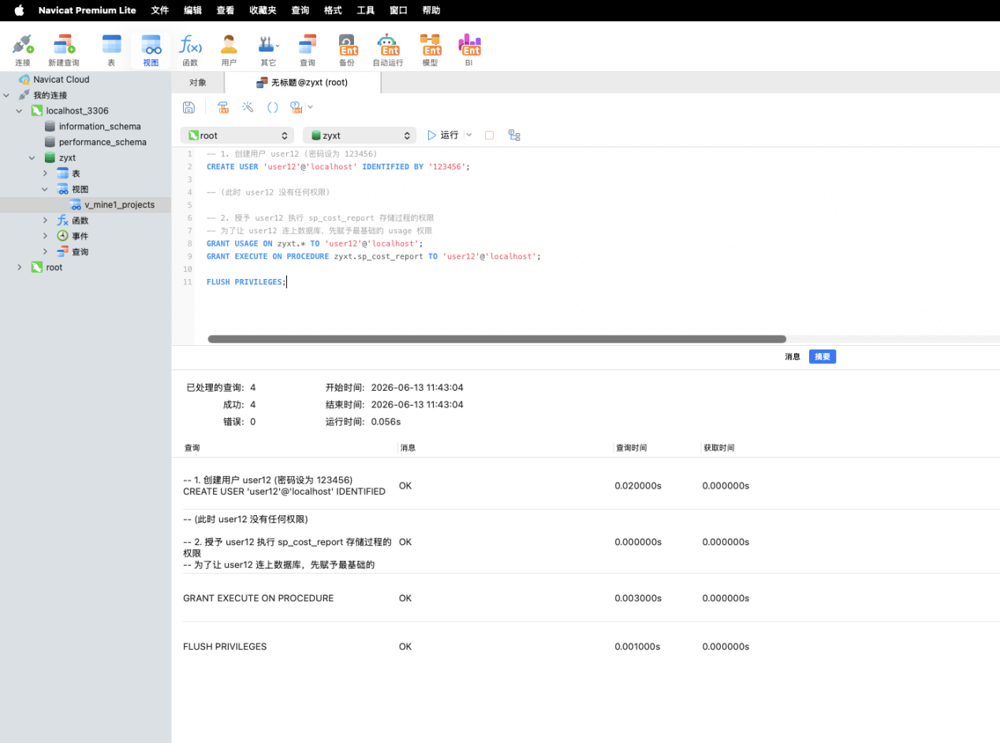 Navicat Premium Lite 文件 编辑 查看 收藏夹 查询 格式 工具 窗口 帮助
Ent Ent Ent Ent
连接 新建查询 表 视图 函数 用户 其它 查询 备份 自动运行 模型 BI
Navicat Cloud
我的连接
localhost_3306
information_schema
performance_schema
zyxt
表
视图
v_mine1_projects
函数
事件
查询
root
对象 无标题@zyxt (root)
root zyxt 运行
1 -- 1. 创建用户 user12 (密码设为 123456)
2 CREATE USER 'user12'@'localhost' IDENTIFIED BY '123456';
3
4 -- (此时 user12 没有任何权限)
5
6 -- 2. 授予 user12 执行 sp_cost_report 存储过程的权限
7 -- 为了让 user12 连上数据库，先赋予最基础的 usage 权限
8 GRANT USAGE ON zyxt.* TO 'user12'@'localhost';
9 GRANT EXECUTE ON PROCEDURE zyxt.sp_cost_report TO 'user12'@'localhost';
10
11 FLUSH PRIVILEGES;
消息 摘要
已处理的查询: 4 开始时间: 2026-06-13 11:43:04
成功: 4 结束时间: 2026-06-13 11:43:04
错误: 0 运行时间: 0.056s
查询 消息 查询时间 获取时间
-- 1. 创建用户 user12 (密码设为 123456)
CREATE USER 'user12'@'localhost' IDENTIFIED OK 0.020000s 0.000000s
-- (此时 user12 没有任何权限)
-- 2. 授予 user12 执行 sp_cost_report 存储过程的 OK 0.000000s 0.000000s
权限
-- 为了让 user12 连上数据库，先赋予最基础的
GRANT EXECUTE ON PROCEDURE OK 0.003000s 0.000000s
FLUSH PRIVILEGES OK 0.001000s 0.000000s